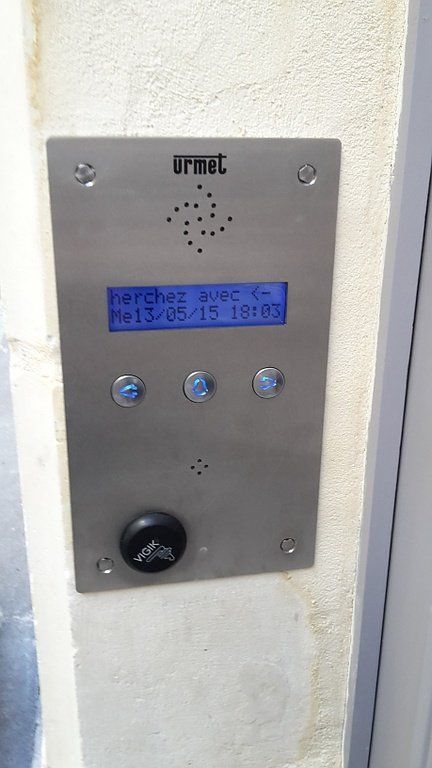 urmet
herchez avec <-
Me13/05/15 18:03
VIGIK